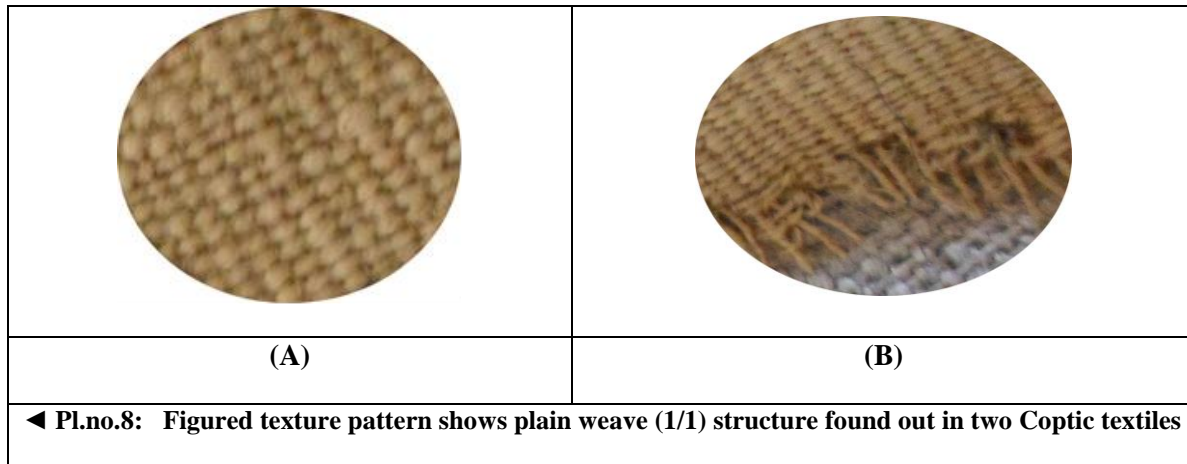 (A)
(B)
◄ Pl.no.8: Figured texture pattern shows plain weave (1/1) structure found out in two Coptic textiles